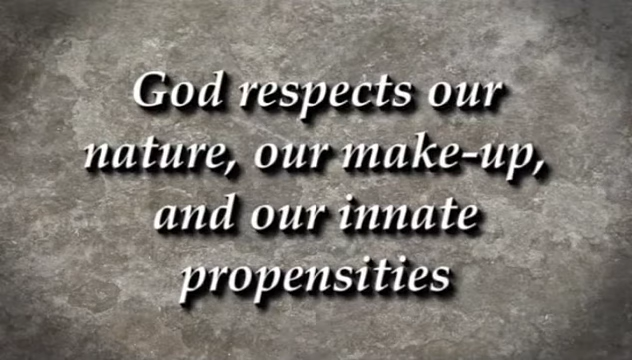 God respects our
nature, our make-up,
and our innate
propensities